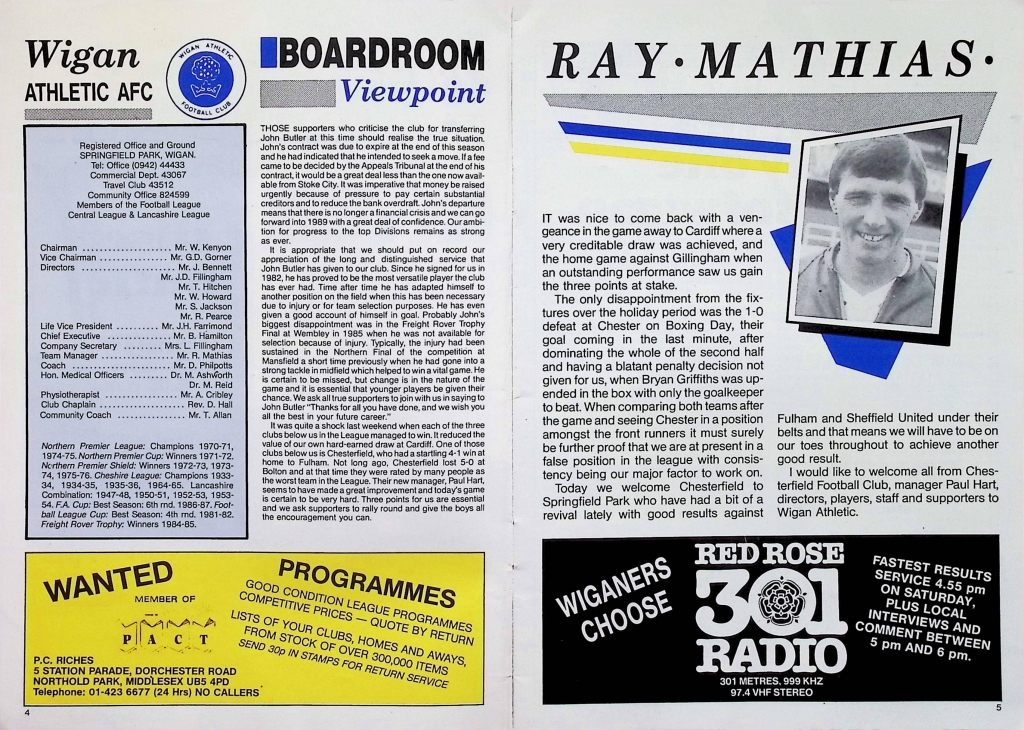 Wigan
ATHLETIC AFC
WIGAN ATHLETIC
FOOTBALL CLUB
Registered Office and Ground
SPRINGFIELD PARK, WIGAN.
Tel: Office (0942) 44433
Commercial Dept. 43067
Travel Club 43512
Community Office 824599
Members of the Football League
Central League & Lancashire League
Chairman .................... Mr. W. Kenyon
Vice Chairman ................ Mr. G.D. Gorner
Directors ..................... Mr. J. Bennett
Mr. J.D. Fillingham
Mr. T. Hitchen
Mr. W. Howard
Mr. S. Jackson
Mr. R. Pearce
Life Vice President .......... Mr. J.H. Farrimond
Chief Executive ............. Mr. B. Hamilton
Company Secretary ......... Mrs. L. Fillingham
Team Manager ............... Mr. R. Mathias
Coach ...................... Mr. D. Philpotts
Hon. Medical Officers ......... Dr. M. Ashworth
Dr. M. Reid
Physiotherapist ............... Mr. A. Cribley
Club Chaplain ................. Rev. D. Hall
Community Coach ............. Mr. T. Allan
Northern Premier League: Champions 1970-71,
1974-75. Northern Premier Cup: Winners 1971-72.
Northern Premier Shield: Winners 1972-73, 1973-
74, 1975-76. Cheshire League: Champions 1933-
34, 1934-35, 1935-36, 1964-65. Lancashire
Combination: 1947-48, 1950-51, 1952-53, 1953-
54. F.A. Cup: Best Season: 6th rnd. 1986-87. Foot-
ball League Cup: Best Season: 4th rnd. 1981-82.
Freight Rover Trophy: Winners 1984-85.
BOARDROOM
Viewpoint
THOSE supporters who criticise the club for transferring
John Butler at this time should realise the true situation.
John's contract was due to expire at the end of this season
and he had indicated that he intended to seek a move. If a fee
came to be decided by the Appeals Tribunal at the end of his
contract, it would be a great deal less than the one now avail-
able from Stoke City. It was imperative that money be raised
urgently because of pressure to pay certain substantial
creditors and to reduce the bank overdraft. John's departure
means that there is no longer a financial crisis and we can go
forward into 1989 with a great deal of confidence. Our ambi-
tion for progress to the top Divisions remains as strong
as ever.
It is appropriate that we should put on record our
appreciation of the long and distinguished service that
John Butler has given to our club. Since he signed for us in
1982, he has proved to be the most versatile player the club
has ever had. Time after time he has adapted himself to
another position on the field when this has been necessary
due to injury or for team selection purposes. He has even
given a good account of himself in goal. Probably John's
biggest disappointment was in the Freight Rover Trophy
Final at Wembley in 1985 when he was not available for
selection because of injury. Typically, the injury had been
sustained in the Northern Final of the competition at
Mansfield a short time previously when he had gone into a
strong tackle in midfield which helped to win a vital game. He
is certain to be missed, but change is in the nature of the
game and it is essential that younger players be given their
chance. We ask all true supporters to join with us in saying to
John Butler "Thanks for all you have done, and we wish you
all the best in your future career."
It was quite a shock last weekend when each of the three
clubs below us in the League managed to win. It reduced the
value of our own hard-earned draw at Cardiff. One of those
clubs below us is Chesterfield, who had a startling 4-1 win at
home to Fulham. Not long ago, Chesterfield lost 5-0 at
Bolton and at that time they were rated by many people as
the worst team in the League. Their new manager, Paul Hart,
seems to have made a great improvement and today's game
is certain to be very hard. Three points for us are essential
and we ask supporters to rally round and give the boys all
the encouragement you can.
WANTED
MEMBER OF
PACT
P.C. RICHES
5 STATION PARADE, DORCHESTER ROAD
NORTHOLD PARK, MIDDLESEX UB5 4PD
Telephone: 01-423 6677 (24 Hrs) NO CALLERS
PROGRAMMES
GOOD CONDITION LEAGUE PROGRAMMES
COMPETITIVE PRICES — QUOTE BY RETURN
LISTS OF YOUR CLUBS, HOMES AND AWAYS,
FROM STOCK OF OVER 300,000 ITEMS
SEND 30p IN STAMPS FOR RETURN SERVICE
4
RAY·MATHIAS·
IT was nice to come back with a ven-
geance in the game away to Cardiff where a
very creditable draw was achieved, and
the home game against Gillingham when
an outstanding performance saw us gain
the three points at stake.
The only disappointment from the fix-
tures over the holiday period was the 1-0
defeat at Chester on Boxing Day, their
goal coming in the last minute, after
dominating the whole of the second half
and having a blatant penalty decision not
given for us, when Bryan Griffiths was up-
ended in the box with only the goalkeeper
to beat. When comparing both teams after
the game and seeing Chester in a position
amongst the front runners it must surely
be further proof that we are at present in a
false position in the league with consis-
tency being our major factor to work on.
Today we welcome Chesterfield to
Springfield Park who have had a bit of a
revival lately with good results against
Fulham and Sheffield United under their
belts and that means we will have to be on
our toes throughout to achieve another
good result.
I would like to welcome all from Ches-
terfield Football Club, manager Paul Hart,
directors, players, staff and supporters to
Wigan Athletic.
WIGANERS
CHOOSE
RED ROSE
301
RADIO
301 METRES, 999 KHZ
97.4 VHF STEREO
FASTEST RESULTS
SERVICE 4.55 pm
ON SATURDAY,
PLUS LOCAL
INTERVIEWS AND
COMMENT BETWEEN
5 pm AND 6 pm.
5